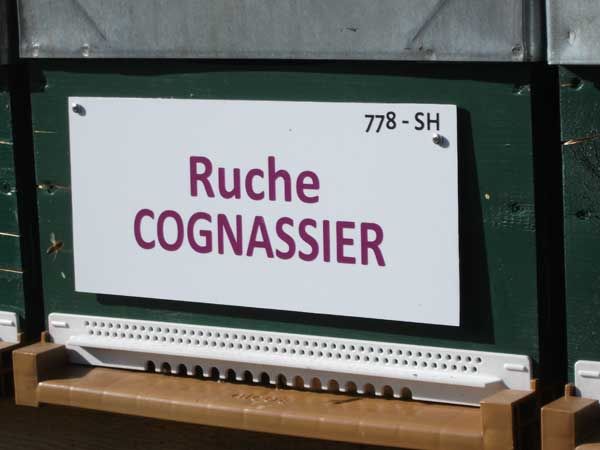 778 - SH
Ruche
COGNASSIER